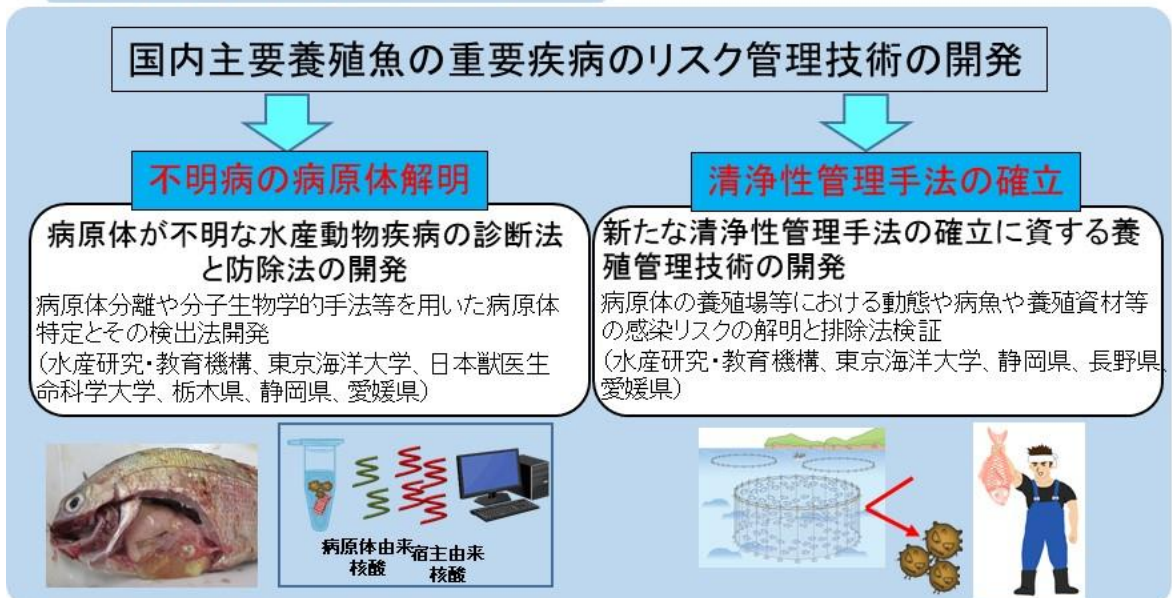 国内主要養殖魚の重要疾病のリスク管理技術の開発
不明病の病原体解明
病原体が不明な水産動物疾病の診断法
と防除法の開発
病原体分離や分子生物学的手法等を用いた病原体
特定とその検出法開発
（水産研究・教育機構、東京海洋大学、日本獣医生
命科学大学、栃木県、静岡県、愛媛県）
病原体由来
核酸
宿主由来
核酸
清浄性管理手法の確立
新たな清浄性管理手法の確立に資する養
殖管理技術の開発
病原体の養殖場等における動態や病魚や養殖資材等
の感染リスクの解明と排除法検証
（水産研究・教育機構、東京海洋大学、静岡県、長野県、
愛媛県）